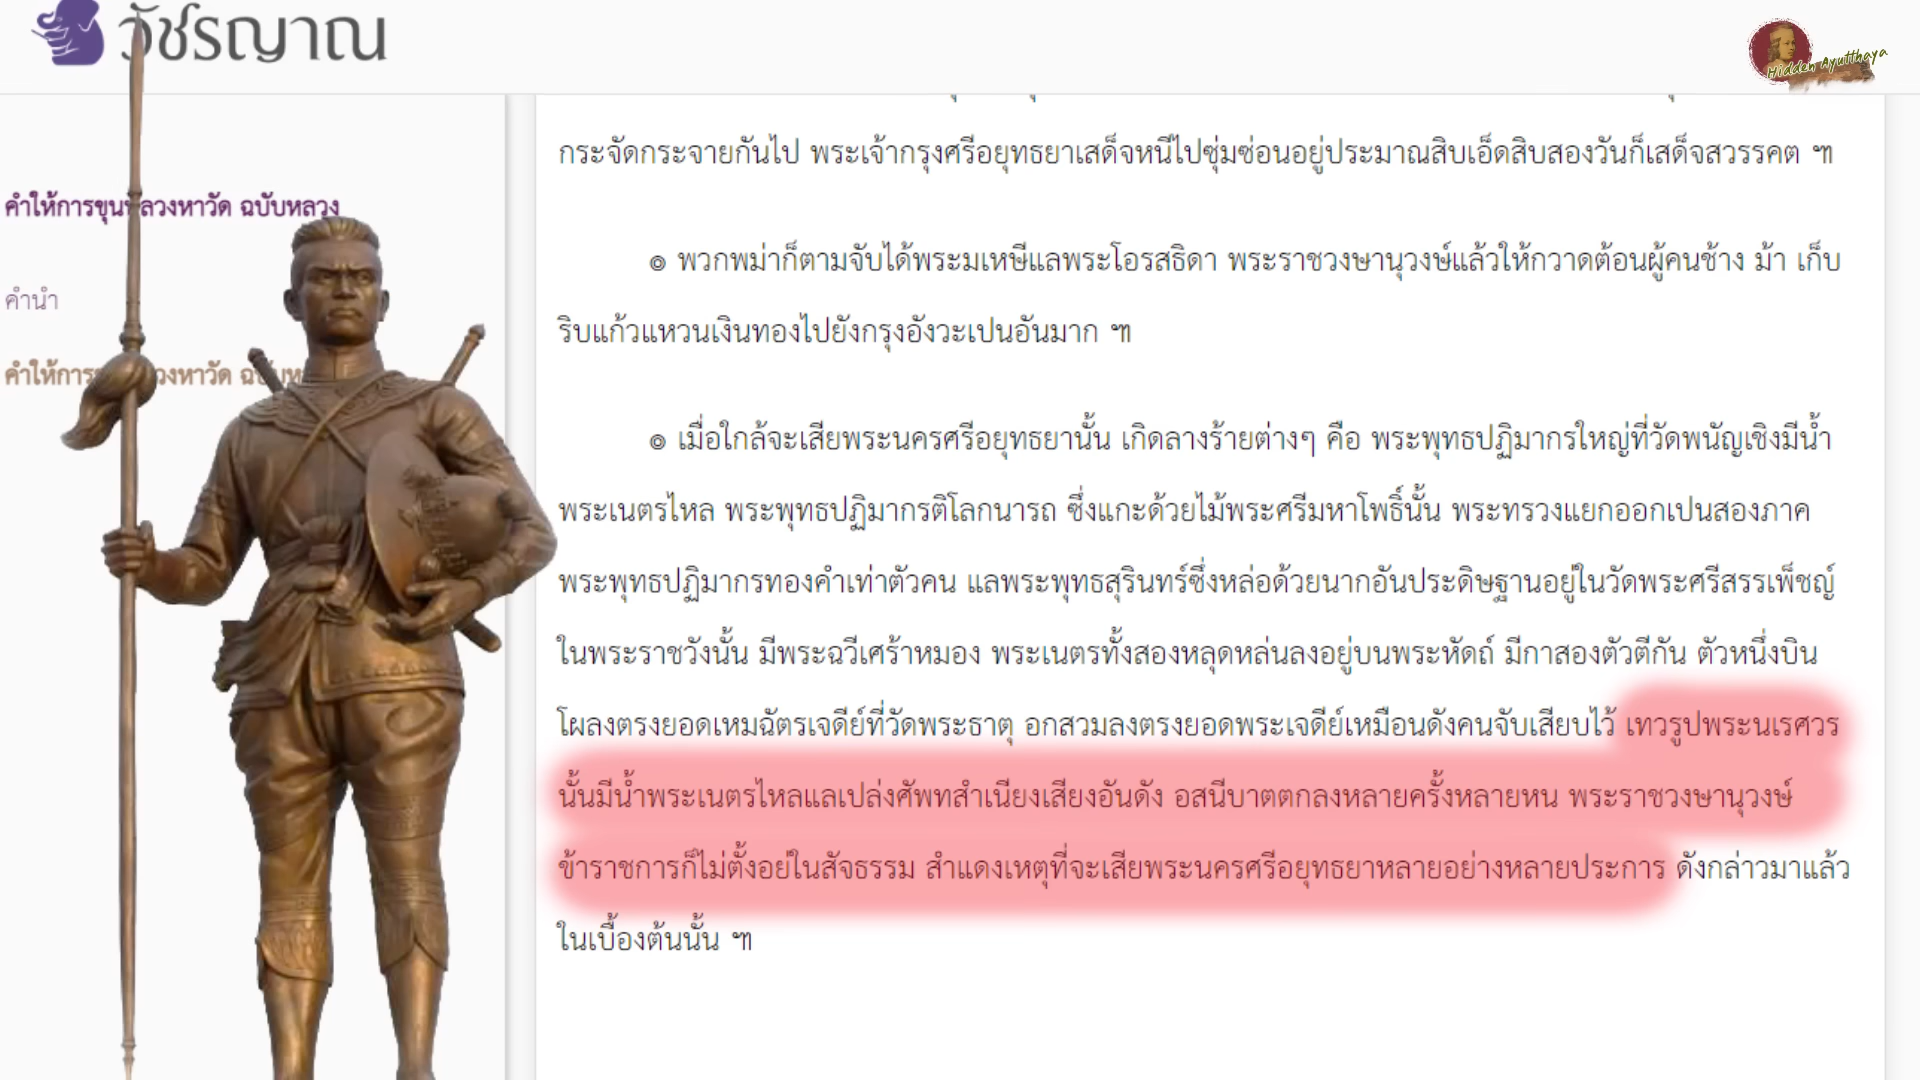 วัชรญาณ
Hidden Ayutthaya
คำให้การขุนหลวงหาวัด ฉบับหลวง
คำนำ
คำให้การ วงหาวัด
กระจัดกระจายกันไป พระเจ้ากรุงศรีอยุทธยาเสด็จหนีไปซุ่มซ่อนอยู่ประมาณสิบเอ็ดสิบสองวันก็เสด็จสวรรคต ฯ
๏ พวกพม่าก็ตามจับได้พระมเหษีแลพระโอรสธิดา พระราชวงษานุวงษ์แล้วให้กวาดต้อนผู้คนช้าง ม้า เก็บ
ริบแก้วแหวนเงินทองไปยังกรุงอังวะเปนอันมาก ฯ
๏ เมื่อใกล้จะเสียพระนครศรีอยุทธยานั้น เกิดลางร้ายต่างๆ คือ พระพุทธปฏิมากรใหญ่ที่วัดพนัญเชิงมีน้ำ
พระเนตรไหล พระพุทธปฏิมากรติโลกนารถ ซึ่งแกะด้วยไม้พระศรีมหาโพธิ์นั้น พระทรวงแยกออกเปนสองภาค
พระพุทธปฏิมากรทองคำเท่าตัวคน แลพระพุทธสุรินทร์ซึ่งหล่อด้วยนากอันประดิษฐานอยู่ในวัดพระศรีสรรเพ็ชญ์
ในพระราชวังนั้น มีพระฉวีเศร้าหมอง พระเนตรทั้งสองหลุดหล่นลงอยู่บนพระหัดถ์ มีกาสองตัวตีกัน ตัวหนึ่งบิน
โผลงตรงยอดเหมฉัตรเจดีย์ที่วัดพระธาตุ อกสวมลงตรงยอดพระเจดีย์เหมือนดังคนจับเสียบไว้ เทวรูปพระนเรศวร
นั้นมีน้ำพระเนตรไหลแลเปล่งศัพทสำเนียงเสียงอันดัง อสนีบาตตกลงหลายครั้งหลายหน พระราชวงษานุวงษ์
ข้าราชการก็ไม่ตั้งอยู่ในสัจธรรม สำแดงเหตุที่จะเสียพระนครศรีอยุทธยาหลายอย่างหลายประการ ดังกล่าวมาแล้ว
ในเบื้องต้นนั้น ฯ